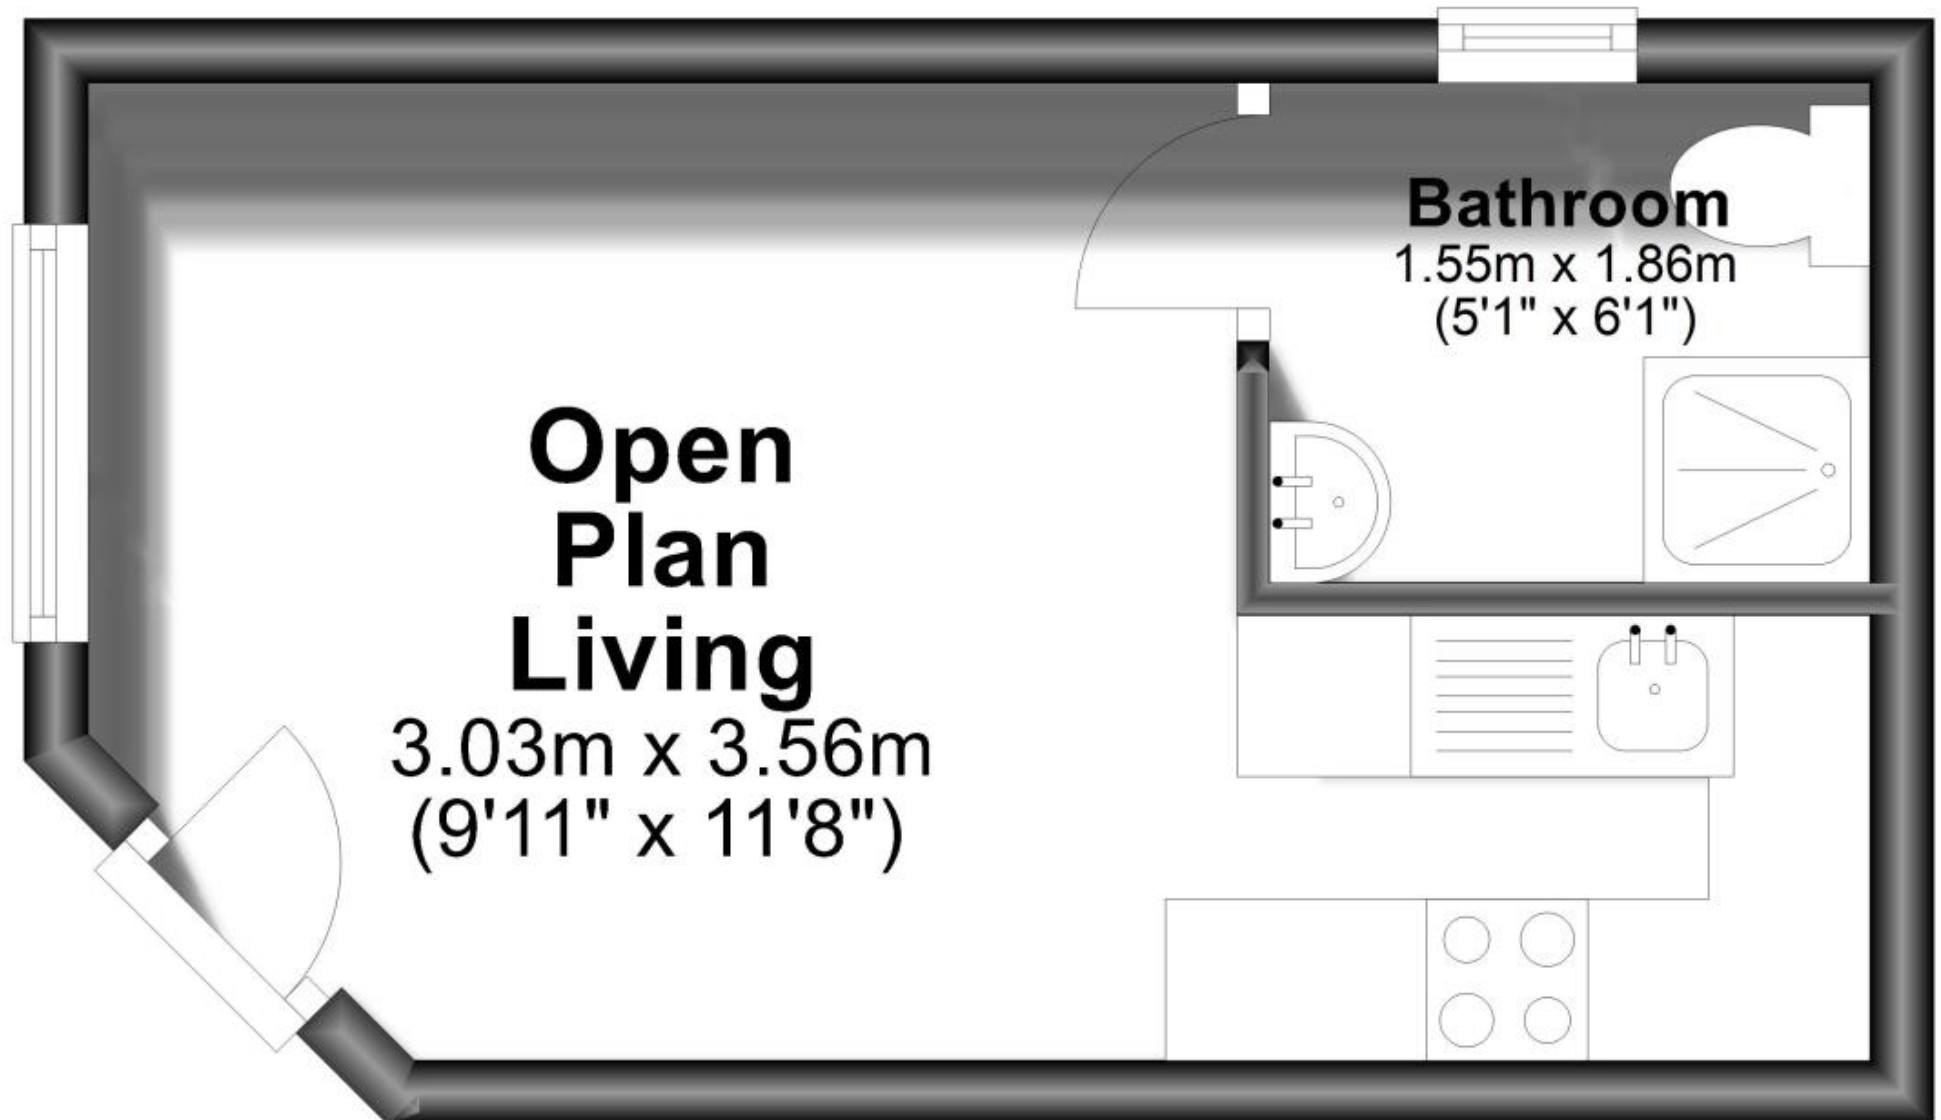 Bathroom
1.55m x 1.86m
(5'1" x 6'1")
Open
Plan
Living
3.03m x 3.56m
(9'11" x 11'8")